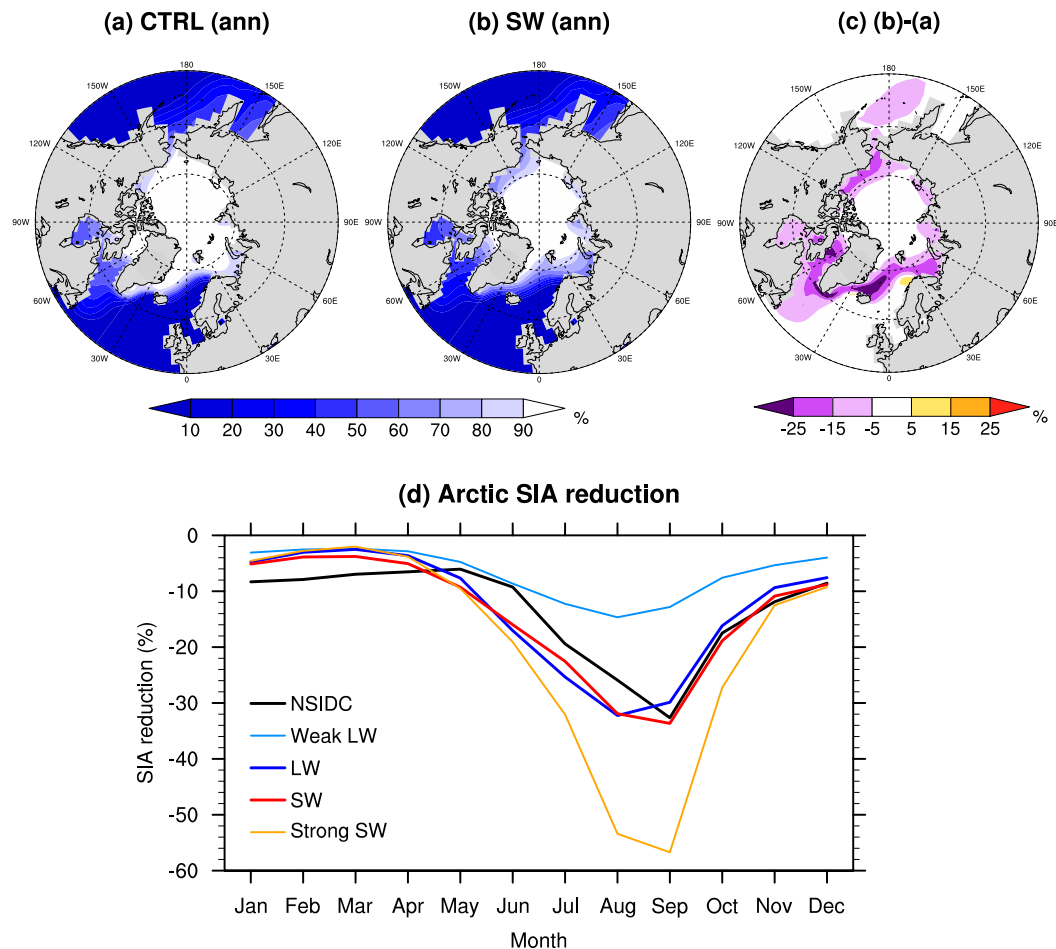 (a) CTRL (ann)
(b) SW (ann)
(c) (b)-(a)
180
150W
150E
120W
120E
90W
90E
60W
60E
30W
30E
0
180
150W
150E
120W
120E
90W
90E
60W
60E
30W
30E
0
180
150W
150E
120W
120E
90W
90E
60W
60E
30W
30E
0
%
10 20 30 40 50 60 70 80 90
%
-25 -15 -5 5 15 25
(d) Arctic SIA reduction
SIA reduction (%)
0
-10
-20
-30
-40
-50
-60
NSIDC
Weak LW
LW
SW
Strong SW
Jan Feb Mar Apr May Jun Jul Aug Sep Oct Nov Dec
Month